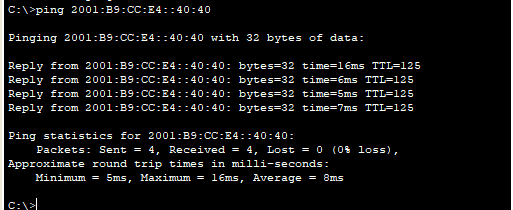 C:\>ping 2001:B9:CC:E4::40:40
Pinging 2001:B9:CC:E4::40:40 with 32 bytes of data:
Reply from 2001:B9:CC:E4::40:40: bytes=32 time=16ms TTL=125
Reply from 2001:B9:CC:E4::40:40: bytes=32 time=6ms TTL=125
Reply from 2001:B9:CC:E4::40:40: bytes=32 time=5ms TTL=125
Reply from 2001:B9:CC:E4::40:40: bytes=32 time=7ms TTL=125
Ping statistics for 2001:B9:CC:E4::40:40:
Packets: Sent = 4, Received = 4, Lost = 0 (0% loss),
Approximate round trip times in milli-seconds:
Minimum = 5ms, Maximum = 16ms, Average = 8ms
C:\>